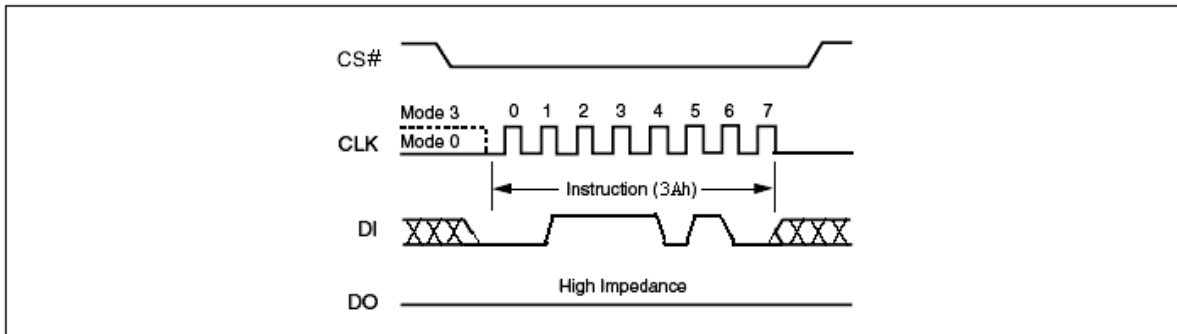 CS#
Mode 3 0 1 2 3 4 5 6 7
CLK Mode 0
Instruction (3Ah)
DI
High Impedance
DO